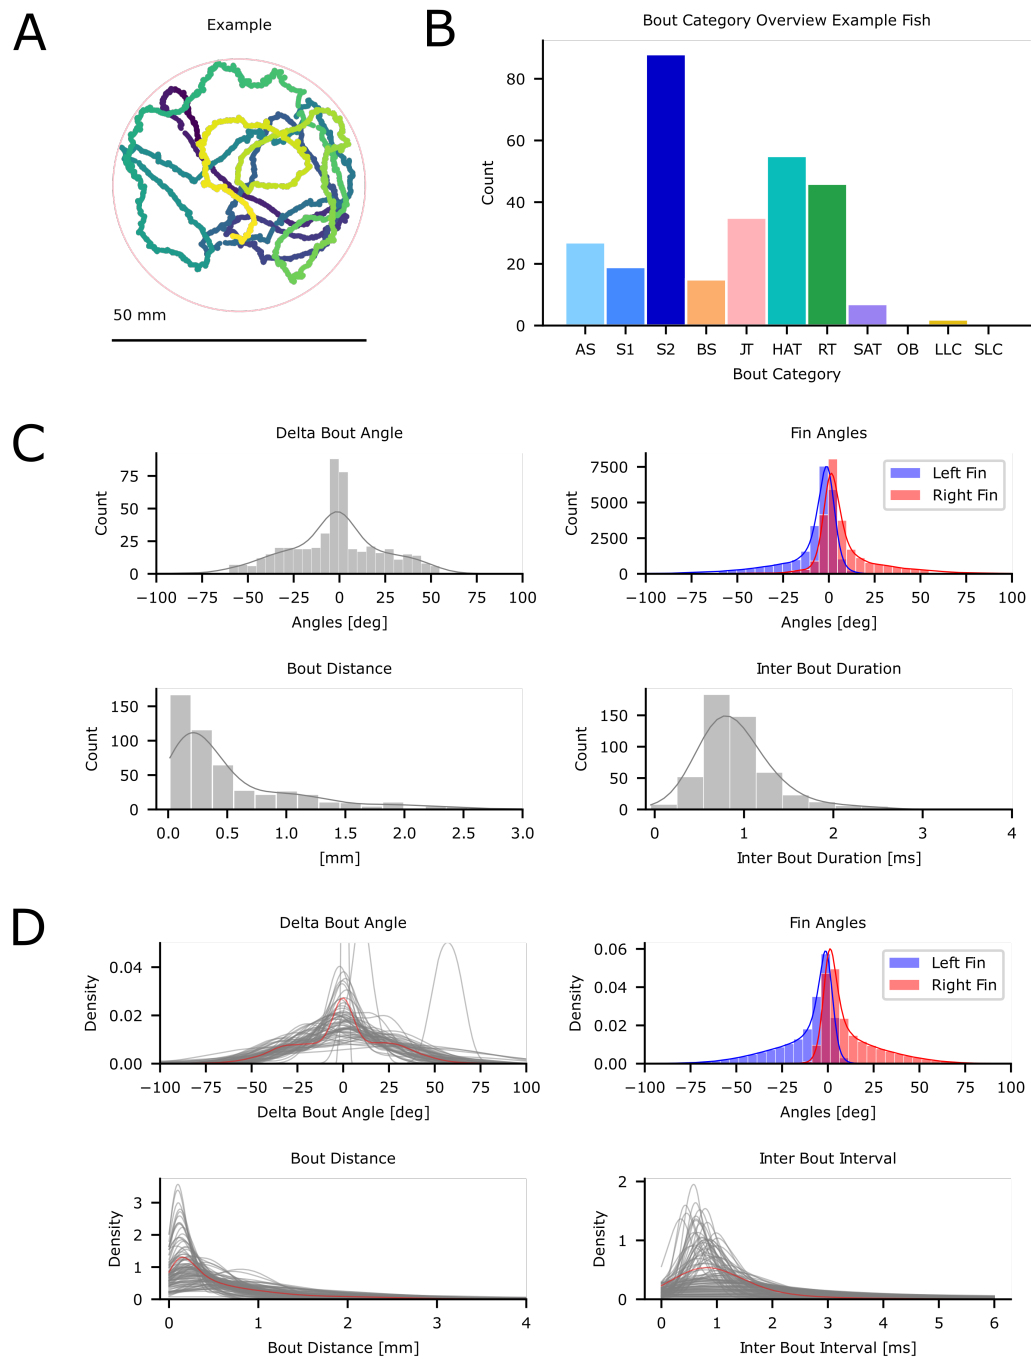 A
Example
50 mm
B
Bout Category Overview Example Fish
Count
80
60
40
20
0
AS S1 S2 BS JT HAT RT SAT OB LLC SLC
Bout Category
C
Delta Bout Angle
Count
75
50
25
0
−100 −75 −50 −25 0 25 50 75 100
Angles [deg]
Fin Angles
Left Fin
Right Fin
Count
7500
5000
2500
0
−100 −75 −50 −25 0 25 50 75 100
Angles [deg]
Bout Distance
Count
150
100
50
0
0.0 0.5 1.0 1.5 2.0 2.5 3.0
[mm]
Inter Bout Duration
Count
150
100
50
0
0 1 2 3 4
Inter Bout Duration [ms]
D
Delta Bout Angle
Density
0.04
0.02
0.00
−100 −75 −50 −25 0 25 50 75 100
Delta Bout Angle [deg]
Fin Angles
Left Fin
Right Fin
Density
0.06
0.04
0.02
0.00
−100 −75 −50 −25 0 25 50 75 100
Angles [deg]
Bout Distance
Density
3
2
1
0
0 1 2 3 4
Bout Distance [mm]
Inter Bout Interval
Density
2
1
0
0 1 2 3 4 5 6
Inter Bout Interval [ms]